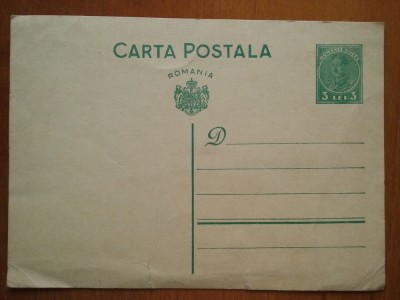 CARTA POSTALA
ROMANIA
3 LEI 3
D